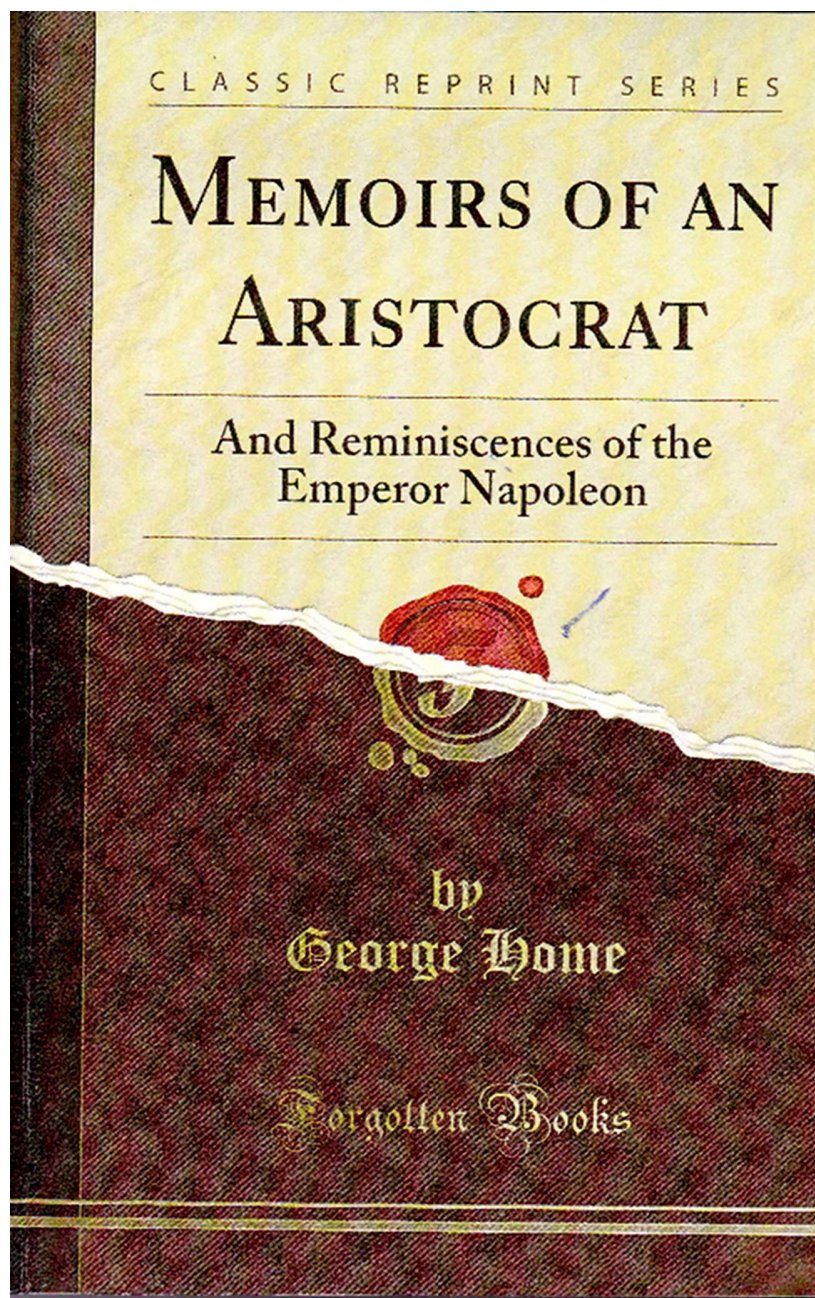 CLASSIC REPRINT SERIES
MEMOIRS OF AN
ARISTOCRAT
And Reminiscences of the
Emperor Napoleon
F
by
George Home
Forgotten Books